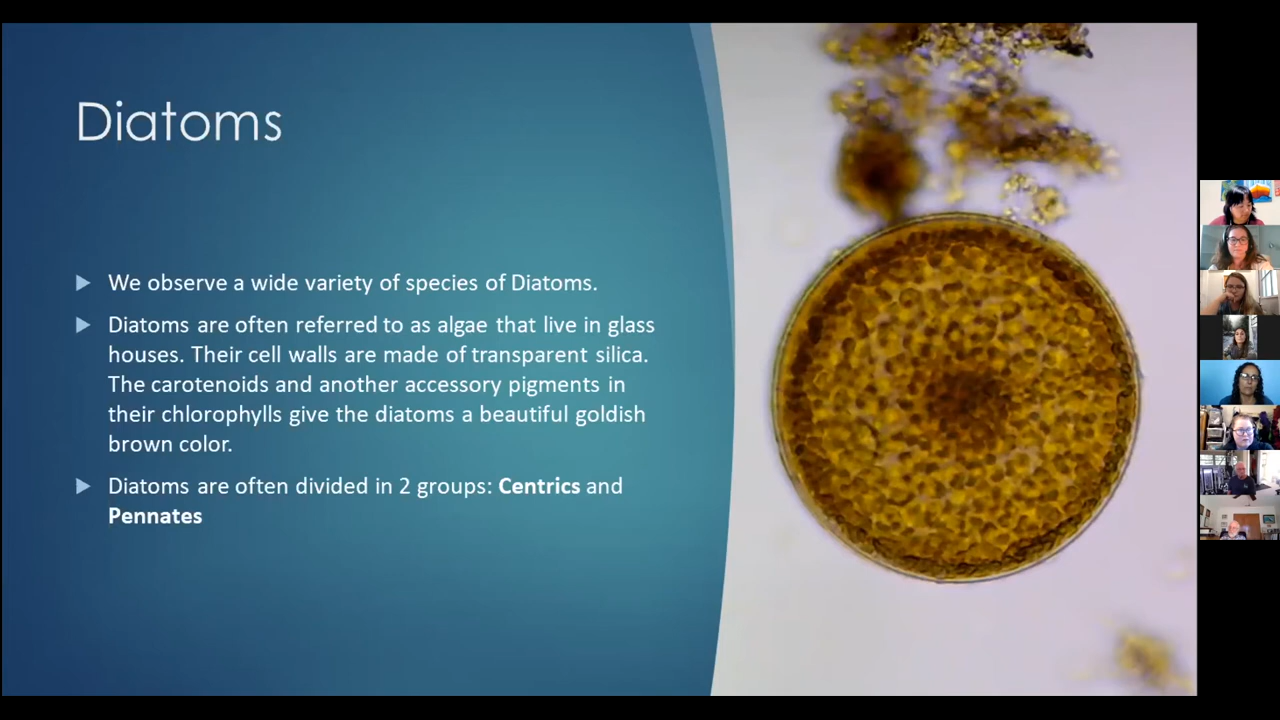 Diatoms
We observe a wide variety of species of Diatoms.
Diatoms are often referred to as algae that live in glass
houses. Their cell walls are made of transparent silica.
The carotenoids and another accessory pigments in
their chlorophylls give the diatoms a beautiful goldish
brown color.
Diatoms are often divided in 2 groups: Centrics and
Pennates